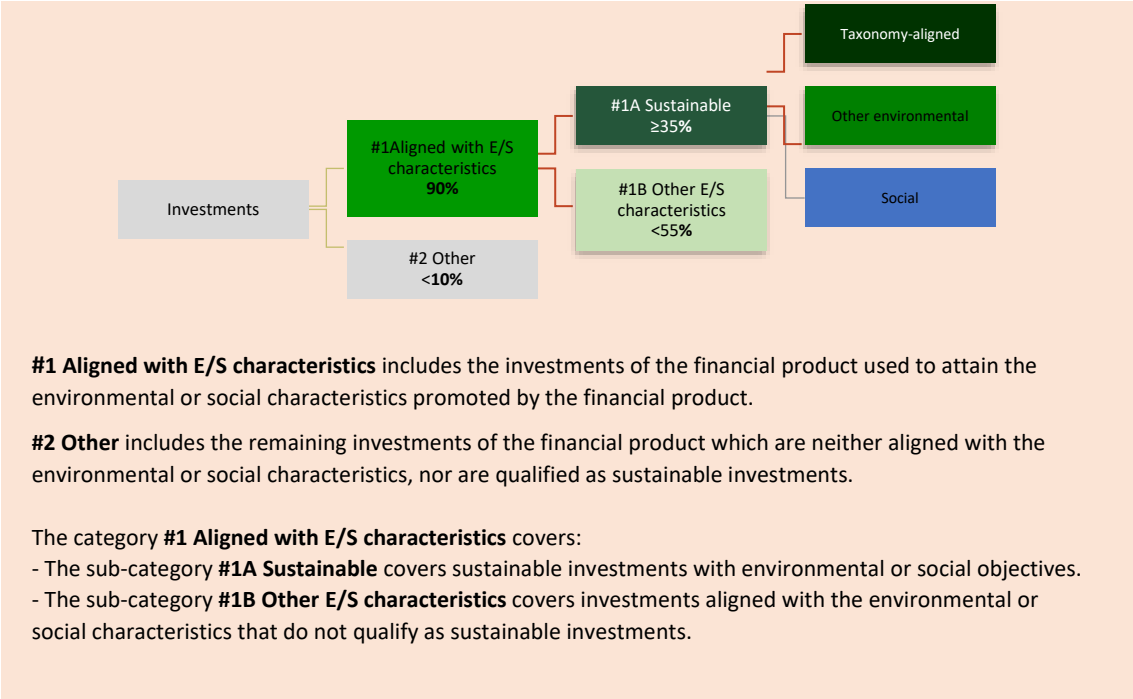 Taxonomy-aligned
#1A Sustainable
≥35%
Other environmental
#1Aligned with E/S
characteristics
90%
#1B Other E/S
characteristics
<55%
Social
Investments
#2 Other
<10%
#1 Aligned with E/S characteristics includes the investments of the financial product used to attain the
environmental or social characteristics promoted by the financial product.
#2 Other includes the remaining investments of the financial product which are neither aligned with the
environmental or social characteristics, nor are qualified as sustainable investments.
The category #1 Aligned with E/S characteristics covers:
- The sub-category #1A Sustainable covers sustainable investments with environmental or social objectives.
- The sub-category #1B Other E/S characteristics covers investments aligned with the environmental or
social characteristics that do not qualify as sustainable investments.